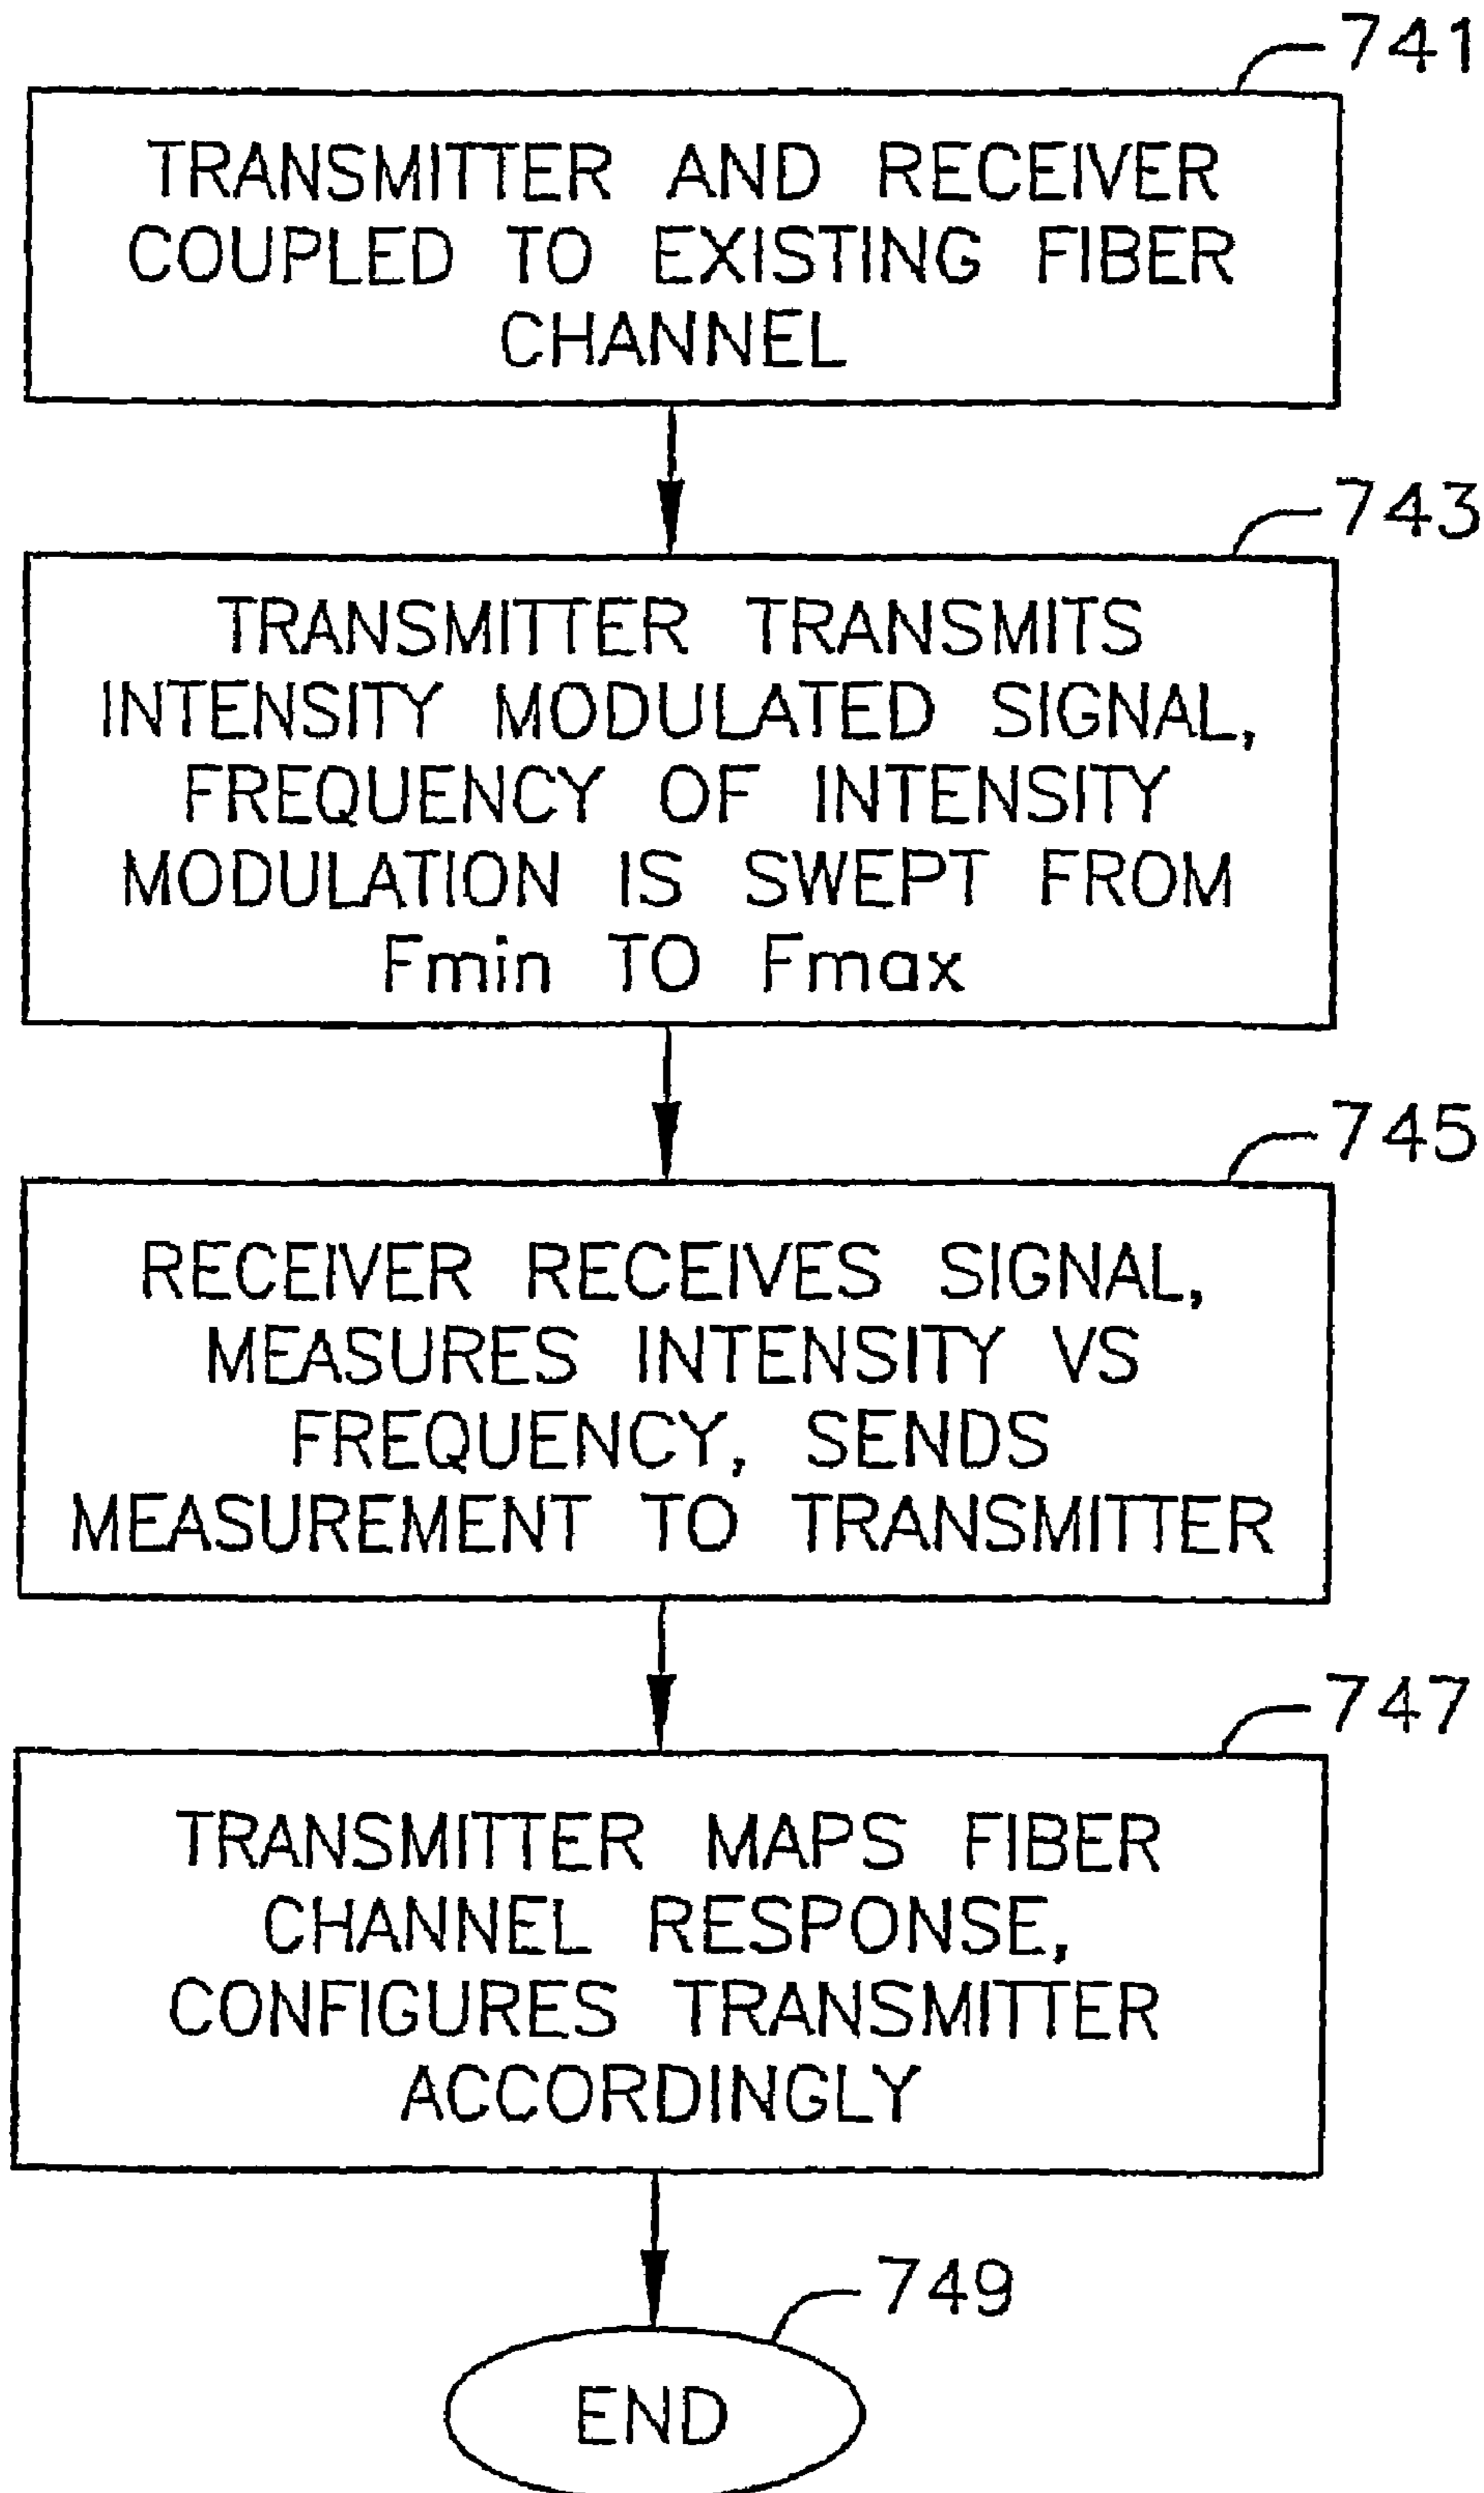 741
TRANSMITTER AND RECEIVER
COUPLED TO EXISTING FIBER
CHANNEL
743
TRANSMITTER TRANSMITS
INTENSITY MODULATED SIGNAL,
FREQUENCY OF INTENSITY
MODULATION IS SWEPT FROM
Fmin TO Fmax
745
RECEIVER RECEIVES SIGNAL,
MEASURES INTENSITY VS
FREQUENCY, SENDS
MEASUREMENT TO TRANSMITTER
747
TRANSMITTER MAPS FIBER
CHANNEL RESPONSE,
CONFIGURES TRANSMITTER
ACCORDINGLY
749
END